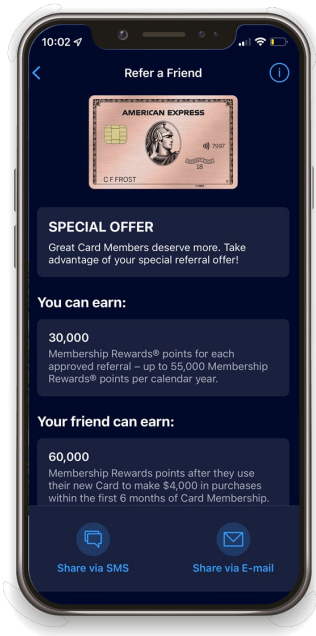 10:02
Refer a Friend
AMERICAN EXPRESS
7997
18
C F FROST
SPECIAL OFFER
Great Card Members deserve more. Take
advantage of your special referral offer!
You can earn:
30,000
Membership Rewards® points for each
approved referral – up to 55,000 Membership
Rewards® points per calendar year.
Your friend can earn:
60,000
Membership Rewards points after they use
their new Card to make $4,000 in purchases
within the first 6 months of Card Membership.
Share via SMS
Share via E-mail